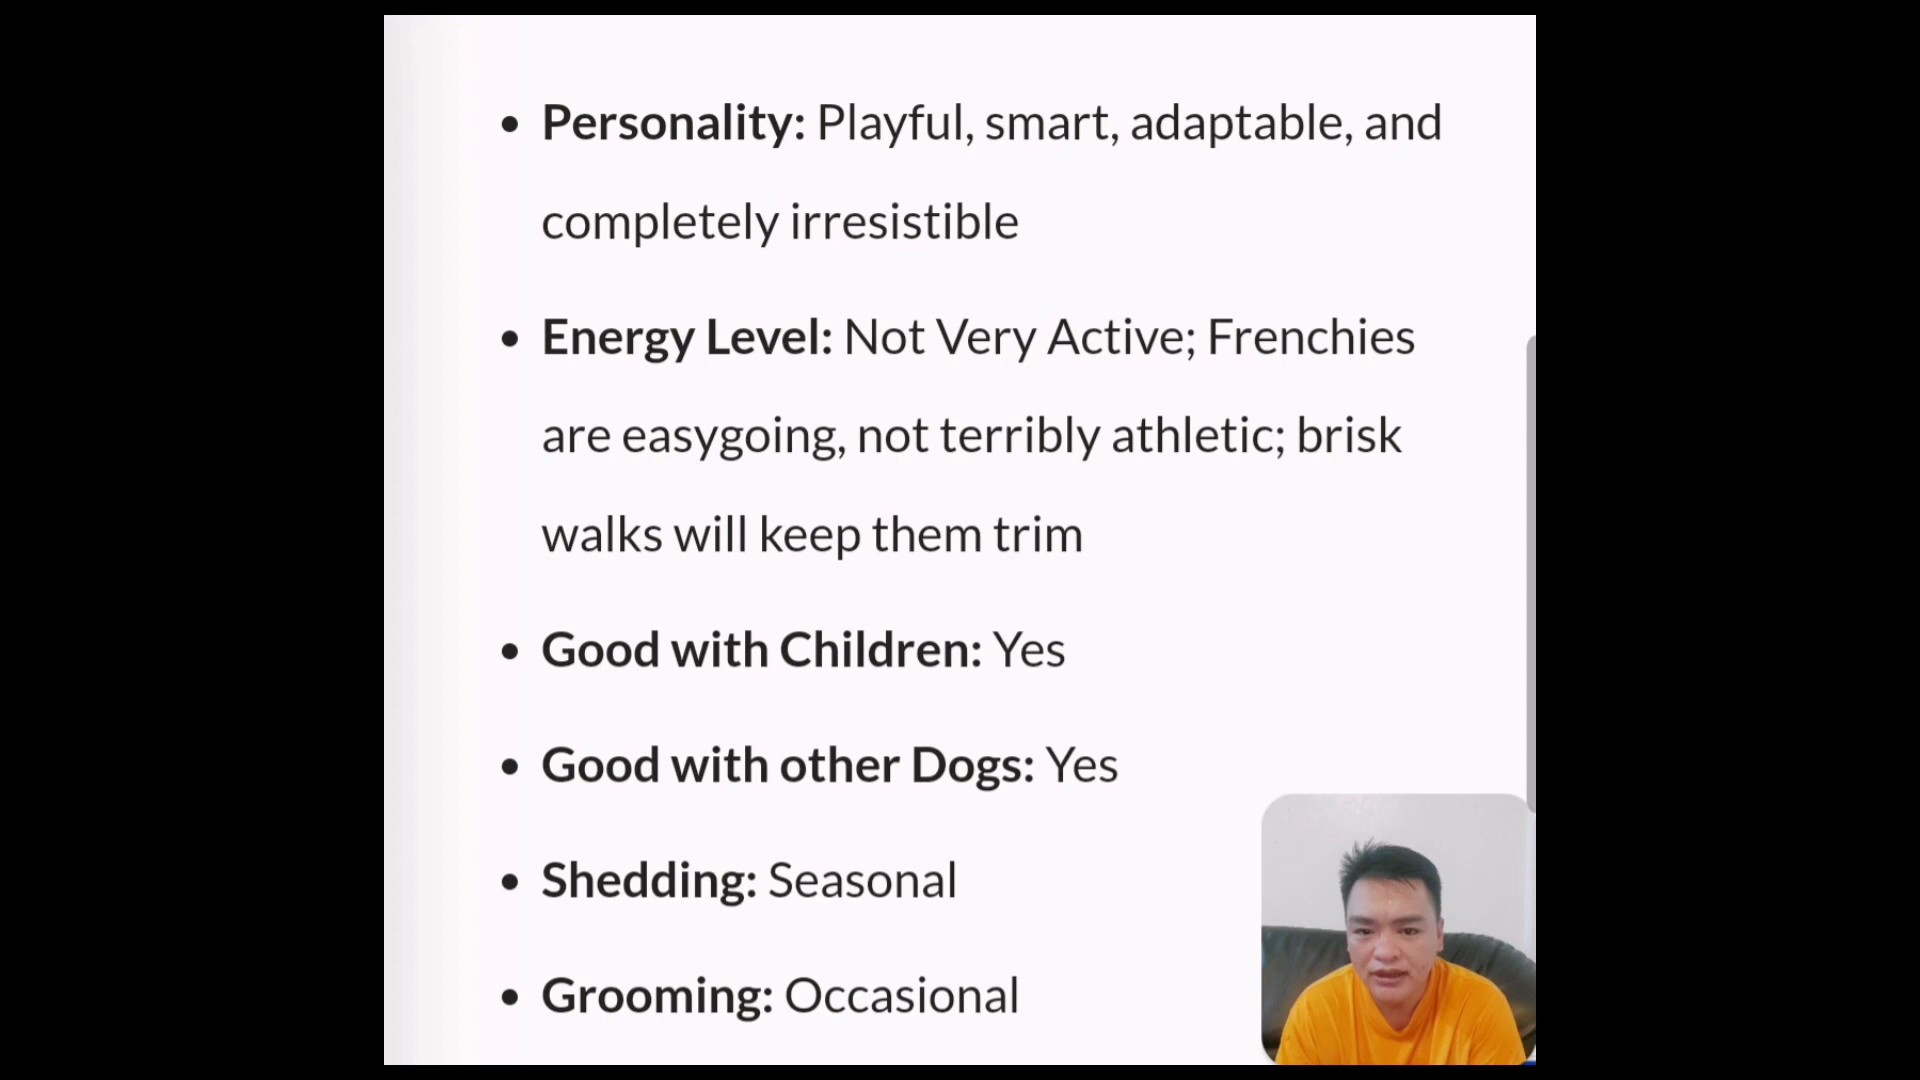 • Personality: Playful, smart, adaptable, and
completely irresistible
• Energy Level: Not Very Active; Frenchies
are easygoing, not terribly athletic; brisk
walks will keep them trim
• Good with Children: Yes
• Good with other Dogs: Yes
• Shedding: Seasonal
• Grooming: Occasional